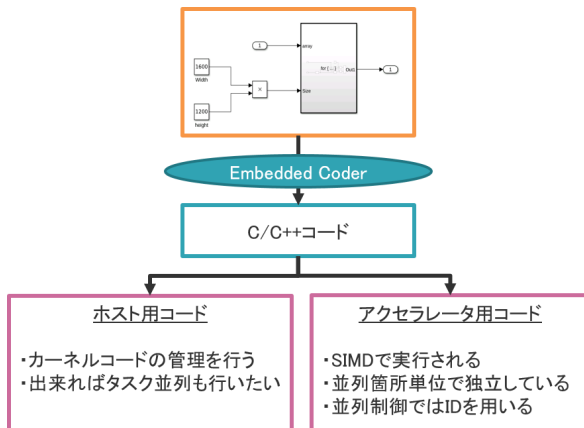 1
array
1600
Width
for { ... }
Out1
1
×
Size
1200
height
Embedded Coder
C/C++コード
ホスト用コード
・カーネルコードの管理を行う
・出来ればタスク並列も行いたい
アクセラレータ用コード
・SIMDで実行される
・並列箇所単位で独立している
・並列制御ではIDを用いる